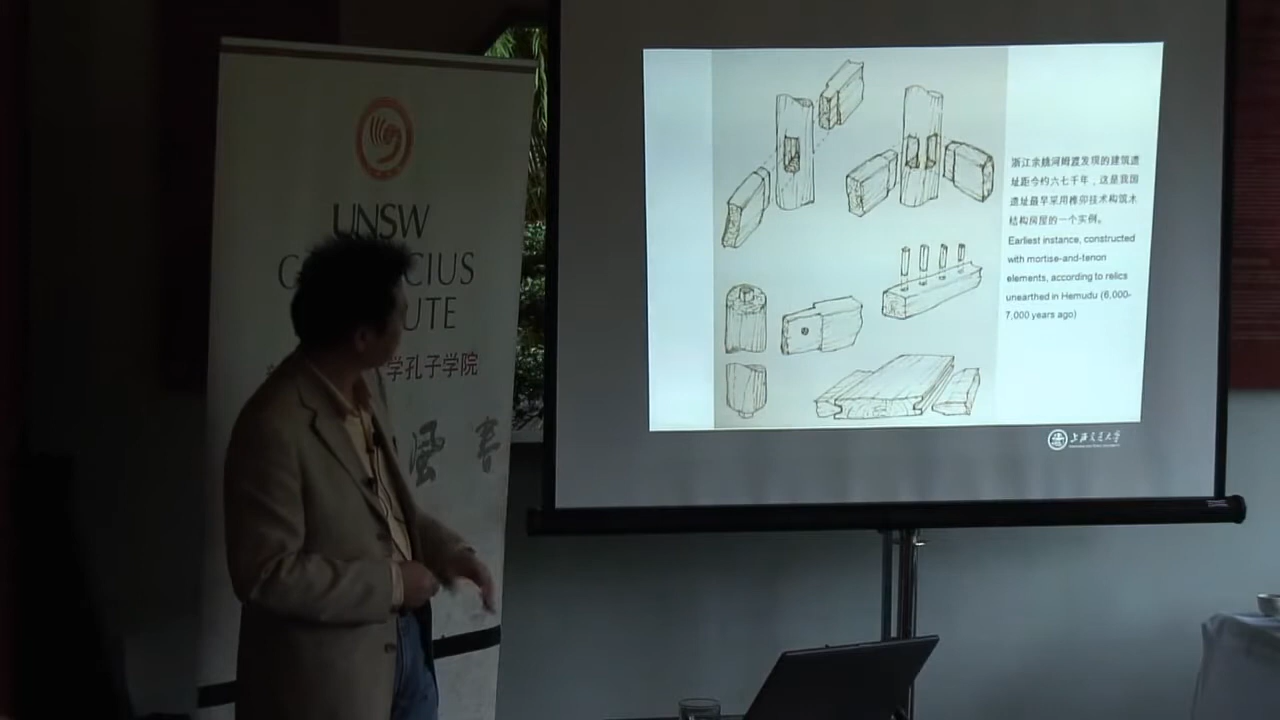 UNSW
CIUS
UTE
学孔子学院
風
浙江余姚河姆渡发现的建筑遗
址距今约六七千年，这是我国
遗址最早采用榫卯技术构筑木
结构房屋的一个实例。
Earliest instance, constructed
with mortise-and-tenon
elements, according to relics
unearthed in Hemudu (6,000-
7,000 years ago)
上海交通大学